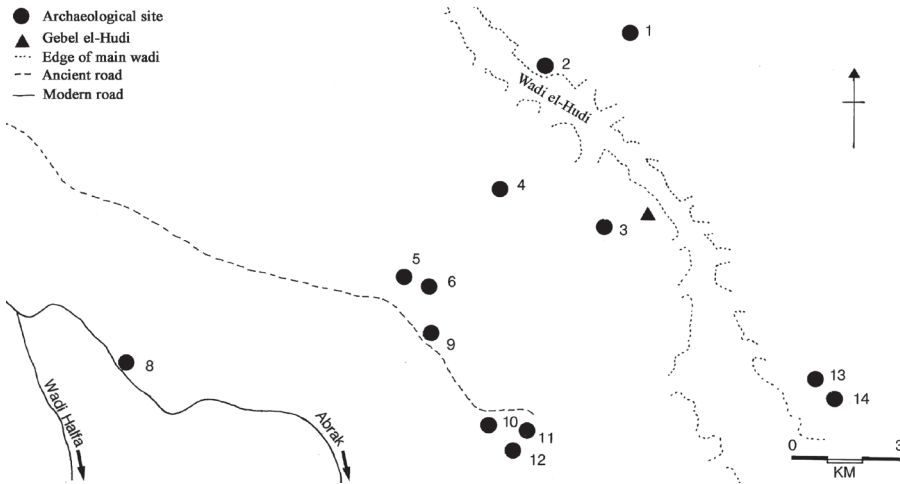 Archaeological site
Gebel el-Hudi
Edge of main wadi
Ancient road
Modern road
1
2
Wadi el-Hudi
4
3
5
6
9
8
13
14
10
11
12
Wadi Halfa
Abrak
0 3
KM